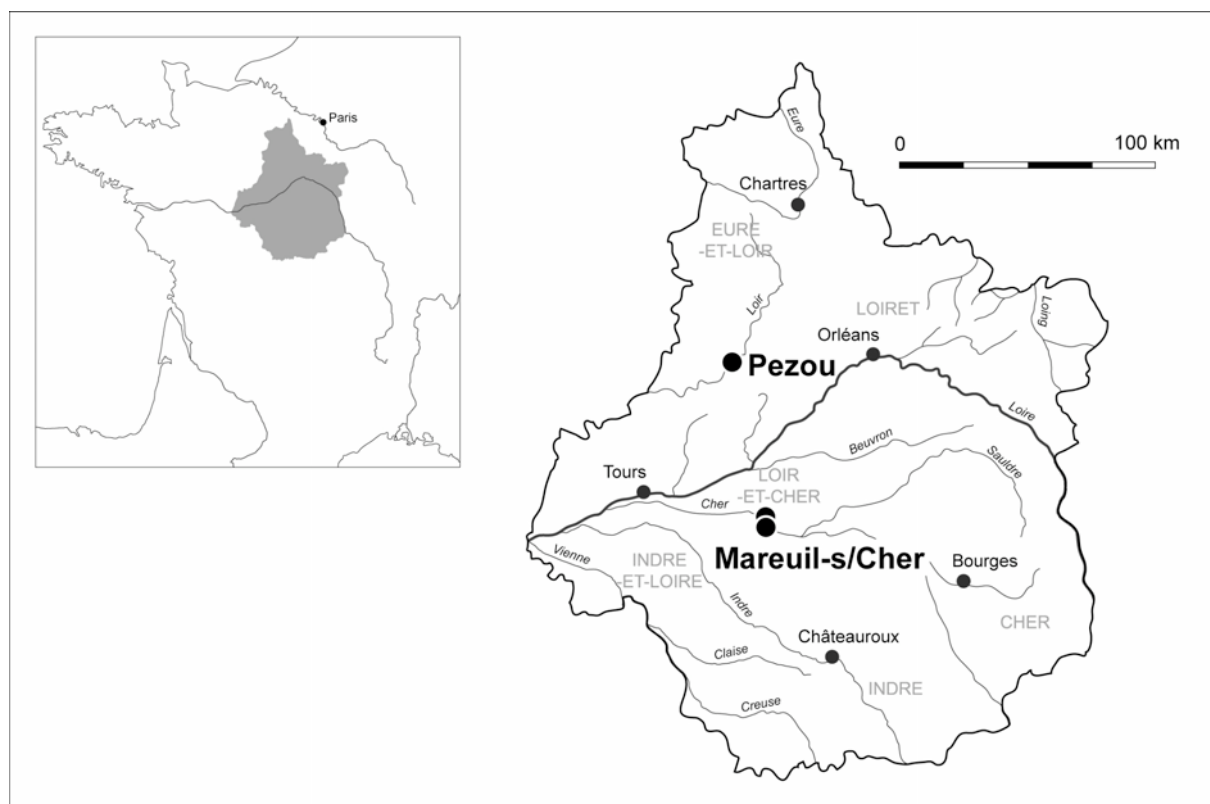 Paris
0
100 km
Eure
Chartres
EURE
-ET-LOIR
Loir
LOIRET
Loing
Orléans
Pezou
Loire
Beuvron
Sauldre
Tours
LOIR
-ET-CHER
Cher
Mareuil-s/Cher
Vienne
INDRE
-ET-LOIRE
Bourges
Indre
CHER
Châteauroux
Claise
INDRE
Creuse